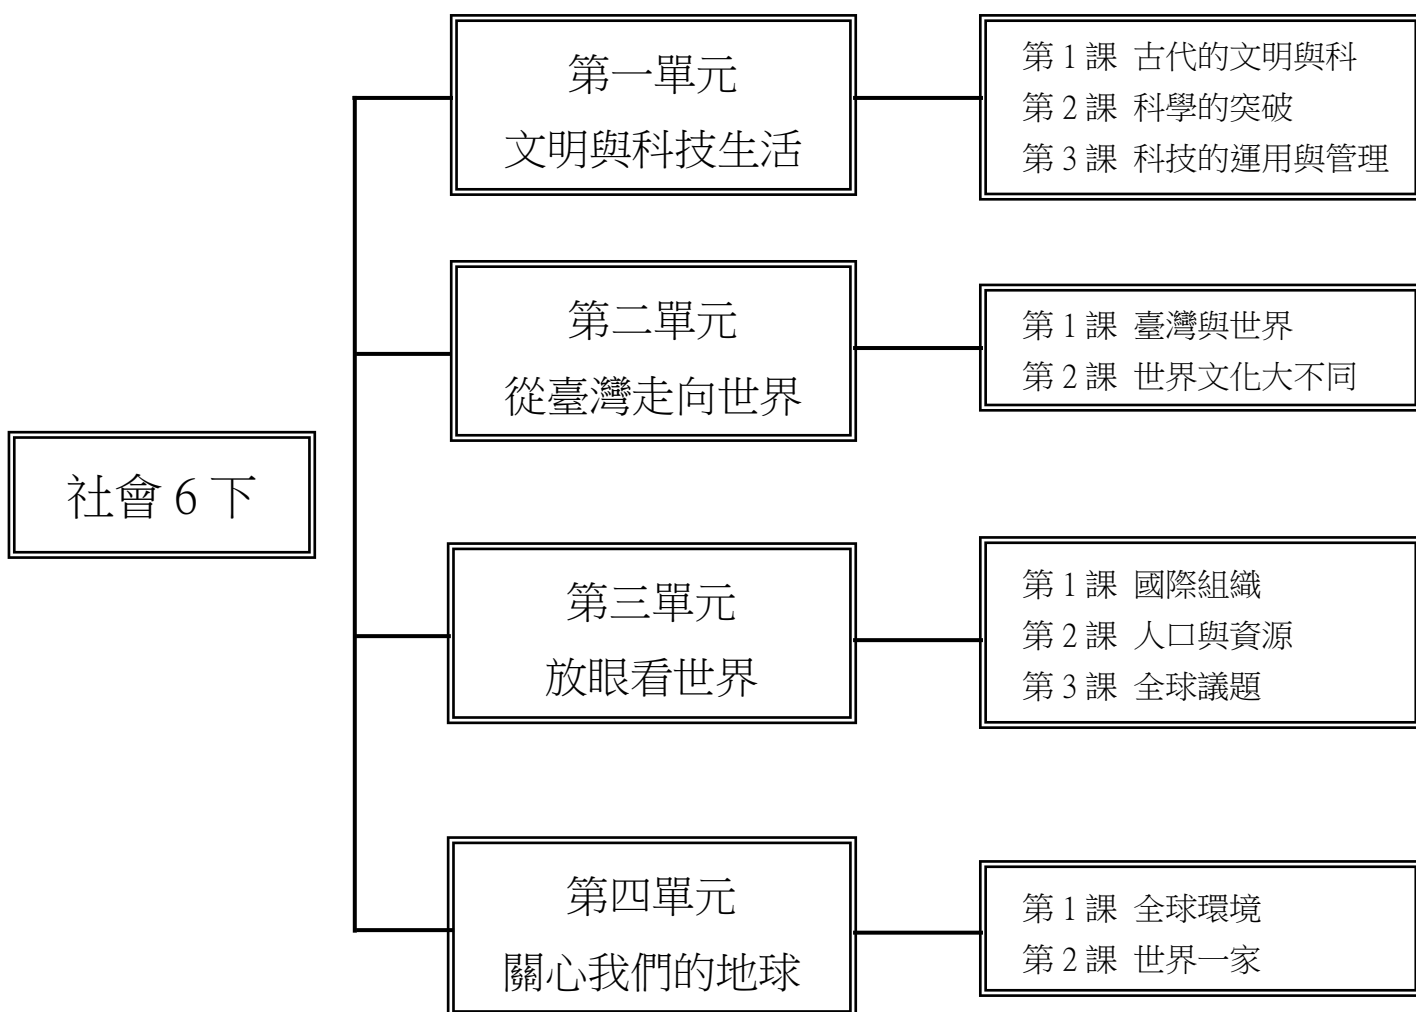 社會 6 下
第一單元
文明與科技生活
第 1 課 古代的文明與科
第 2 課 科學的突破
第 3 課 科技的運用與管理
第二單元
從臺灣走向世界
第 1 課 臺灣與世界
第 2 課 世界文化大不同
第三單元
放眼看世界
第 1 課 國際組織
第 2 課 人口與資源
第 3 課 全球議題
第四單元
關心我們的地球
第 1 課 全球環境
第 2 課 世界一家